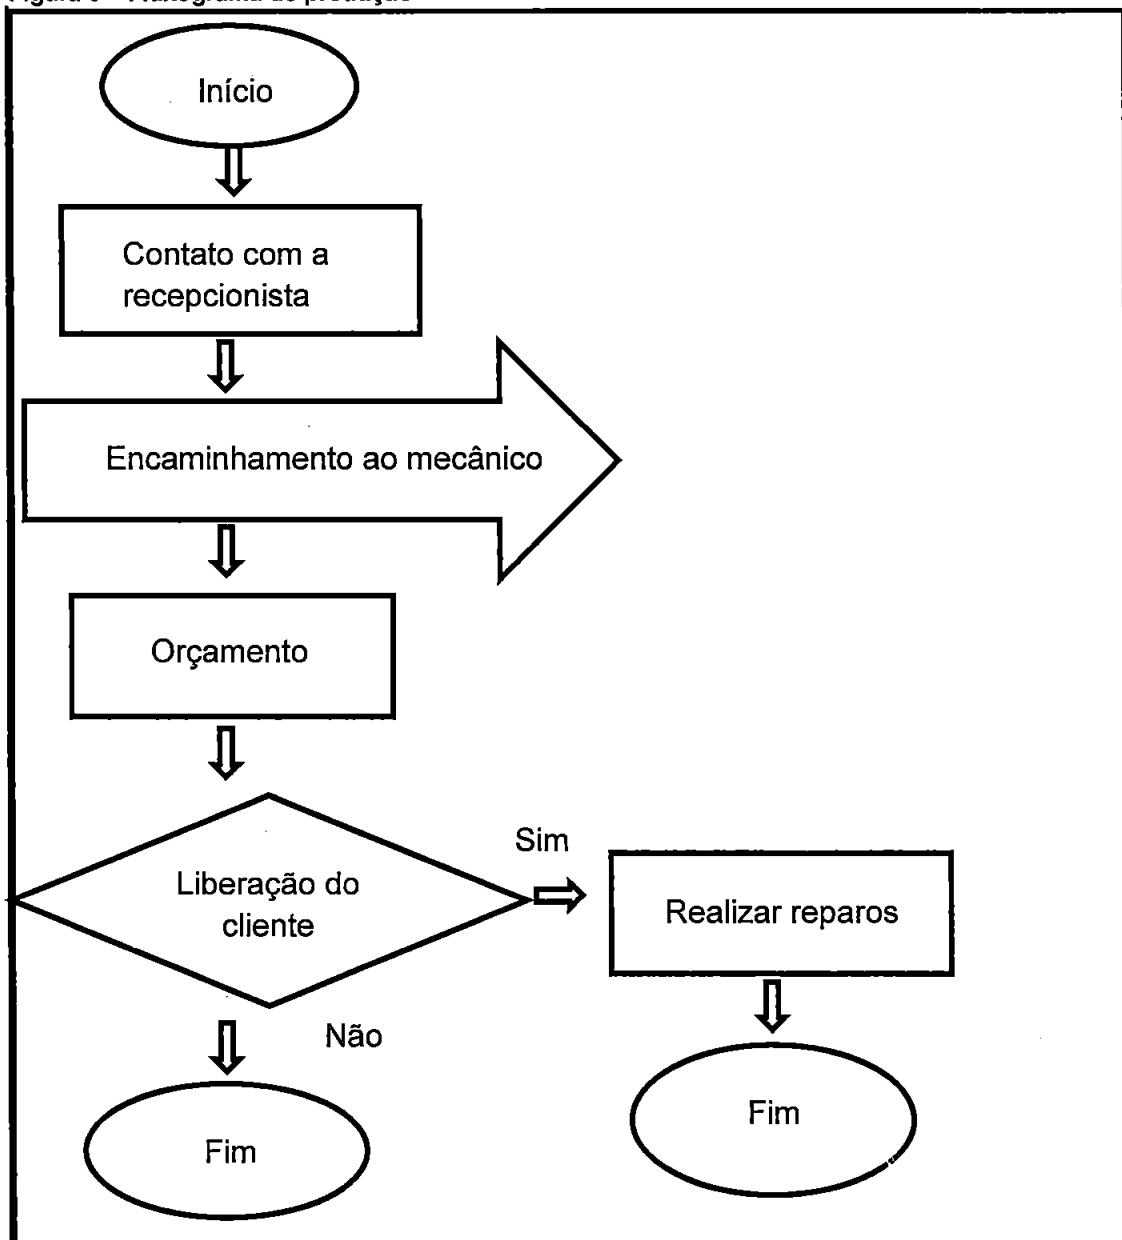 Início
Contato com a
recepcionista
Encaminhamento ao mecânico
Orçamento
Sim
Liberação do
cliente
Realizar reparos
Não
Fim
Fim